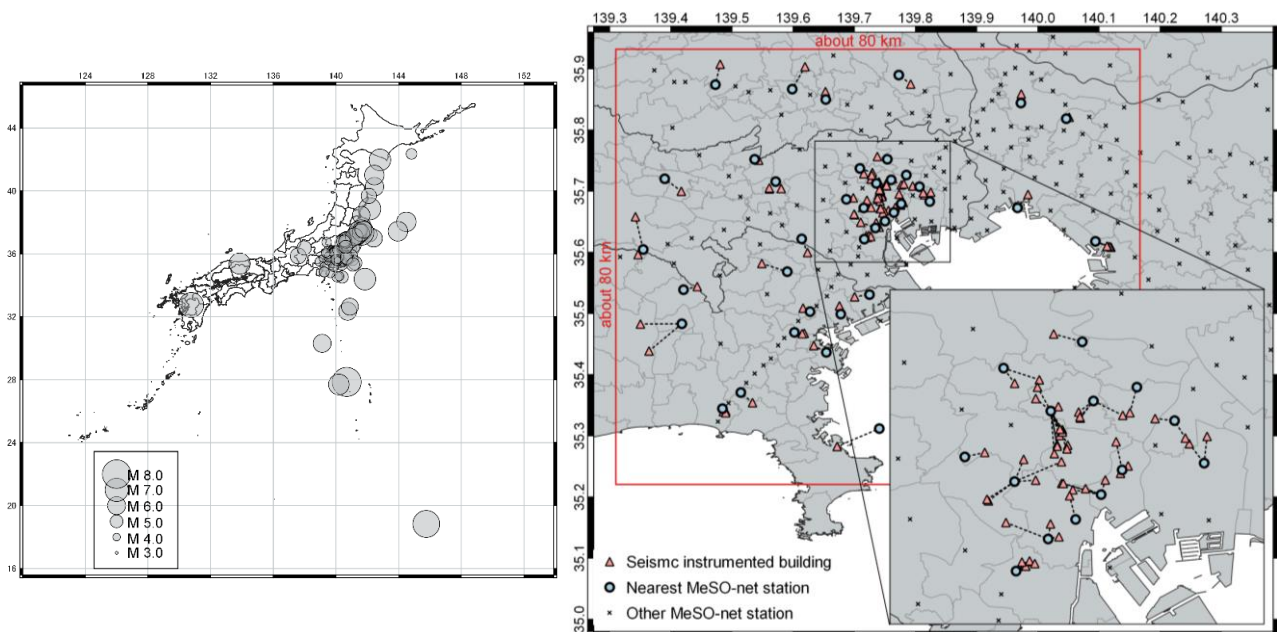 124 128 132 136 140 144 148 152
44
40
36
32
28
24
20
16
M 8.0
M 7.0
M 6.0
M 5.0
M 4.0
M 3.0
139.3 139.4 139.5 139.6 139.7 139.8 139.9 140.0 140.1 140.2 140.3
about 80 km
35.9
35.8
35.7
35.6
35.5
35.4
35.3
35.2
35.1
35.0
about 80 km
Seismc instrumented building
Nearest MeSO-net station
Other MeSO-net station